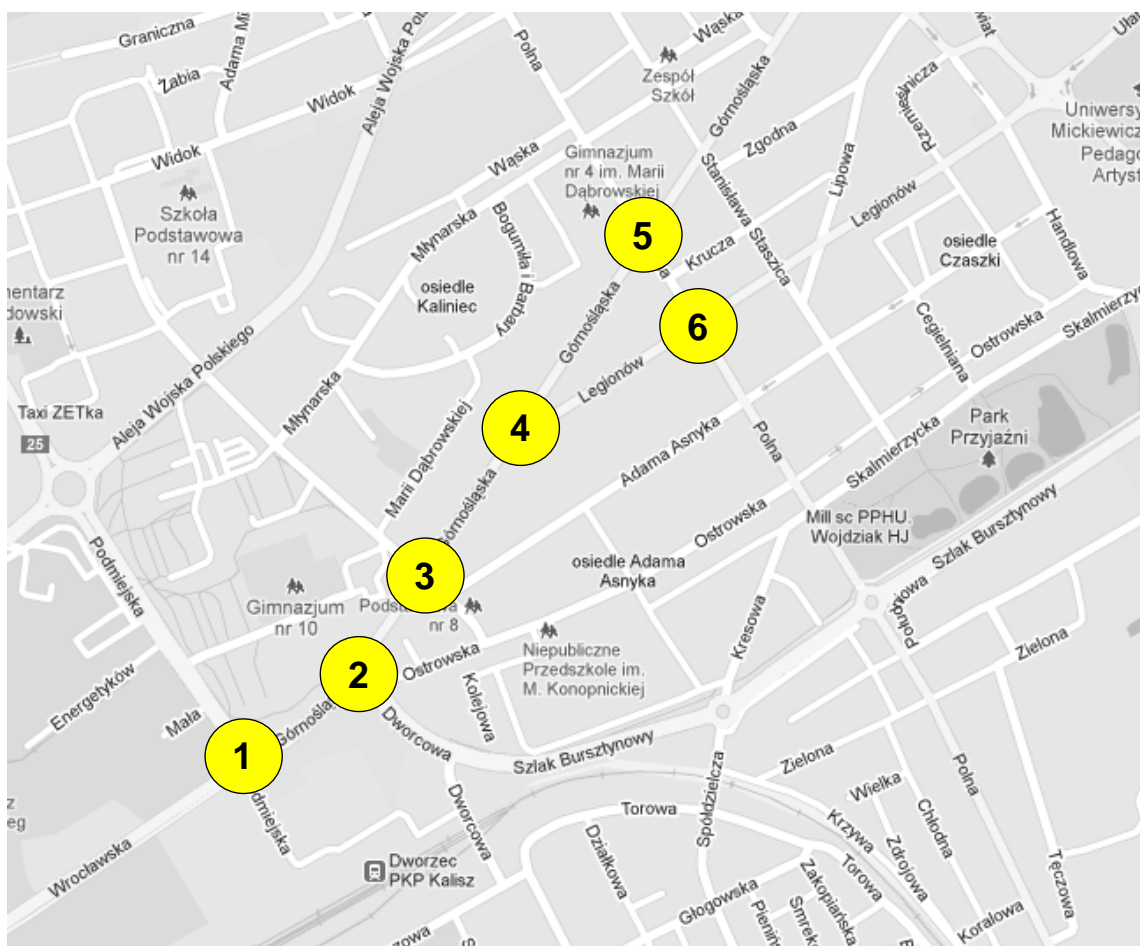 Graniczna
Adama Mi
Żabia
Widok
Widok
Aleja Wojska Po
Polna
Wąska
Zespół
Szkół
Górnośląska
Zgodna
Rzemieślnicza
wiat
Uła
Uniwersy
Mickiewicz
Pedago
Artyst
Wąska
Gimnazjum
nr 4 im. Marii
Dąbrowskiej
Stanisława Staszica
Lipowa
Legionów
Szkoła
Podstawowa
nr 14
Młynarska
Bogumiła i Barbary
5
Krucza
osiedle
Czaszki
Handlowa
osiedle
Kaliniec
mentarz
dowski
Górnośląska
6
Cegielniana
Ostrowska
Skalmierzyc
Aleja Wojska Polskiego
Młynarska
Legionów
Taxi ZETka
25
Marii Dąbrowskiej
4
Adama Asnyka
Polna
Park
Przyjaźni
Skalmierzycka
Górnośląska
Ostrowska
Mill sc PPHU.
Wojdziak HJ
Szlak Bursztynowy
Podmiejska
3
osiedle Adama
Asnyka
Gimnazjum
nr 10
nr 8
Niepubliczne
Przedszkole im.
M. Konopnickiej
Kresowa
Zielona
Energetyków
2
Ostrowska
Kolejowa
Mała
1
Dworcowa
Szlak Bursztynowy
Zielona
Polna
dmiejska
Dworcowa
Spółdzielcza
Torowa
Wielka
Chłodna
Krzywa
Zdrojowa
Wrocławska
Dworzec
PKP Kalisz
Działkowa
Głogowska
Zakopiańska
Torowa
Tęczowa
Koralowa